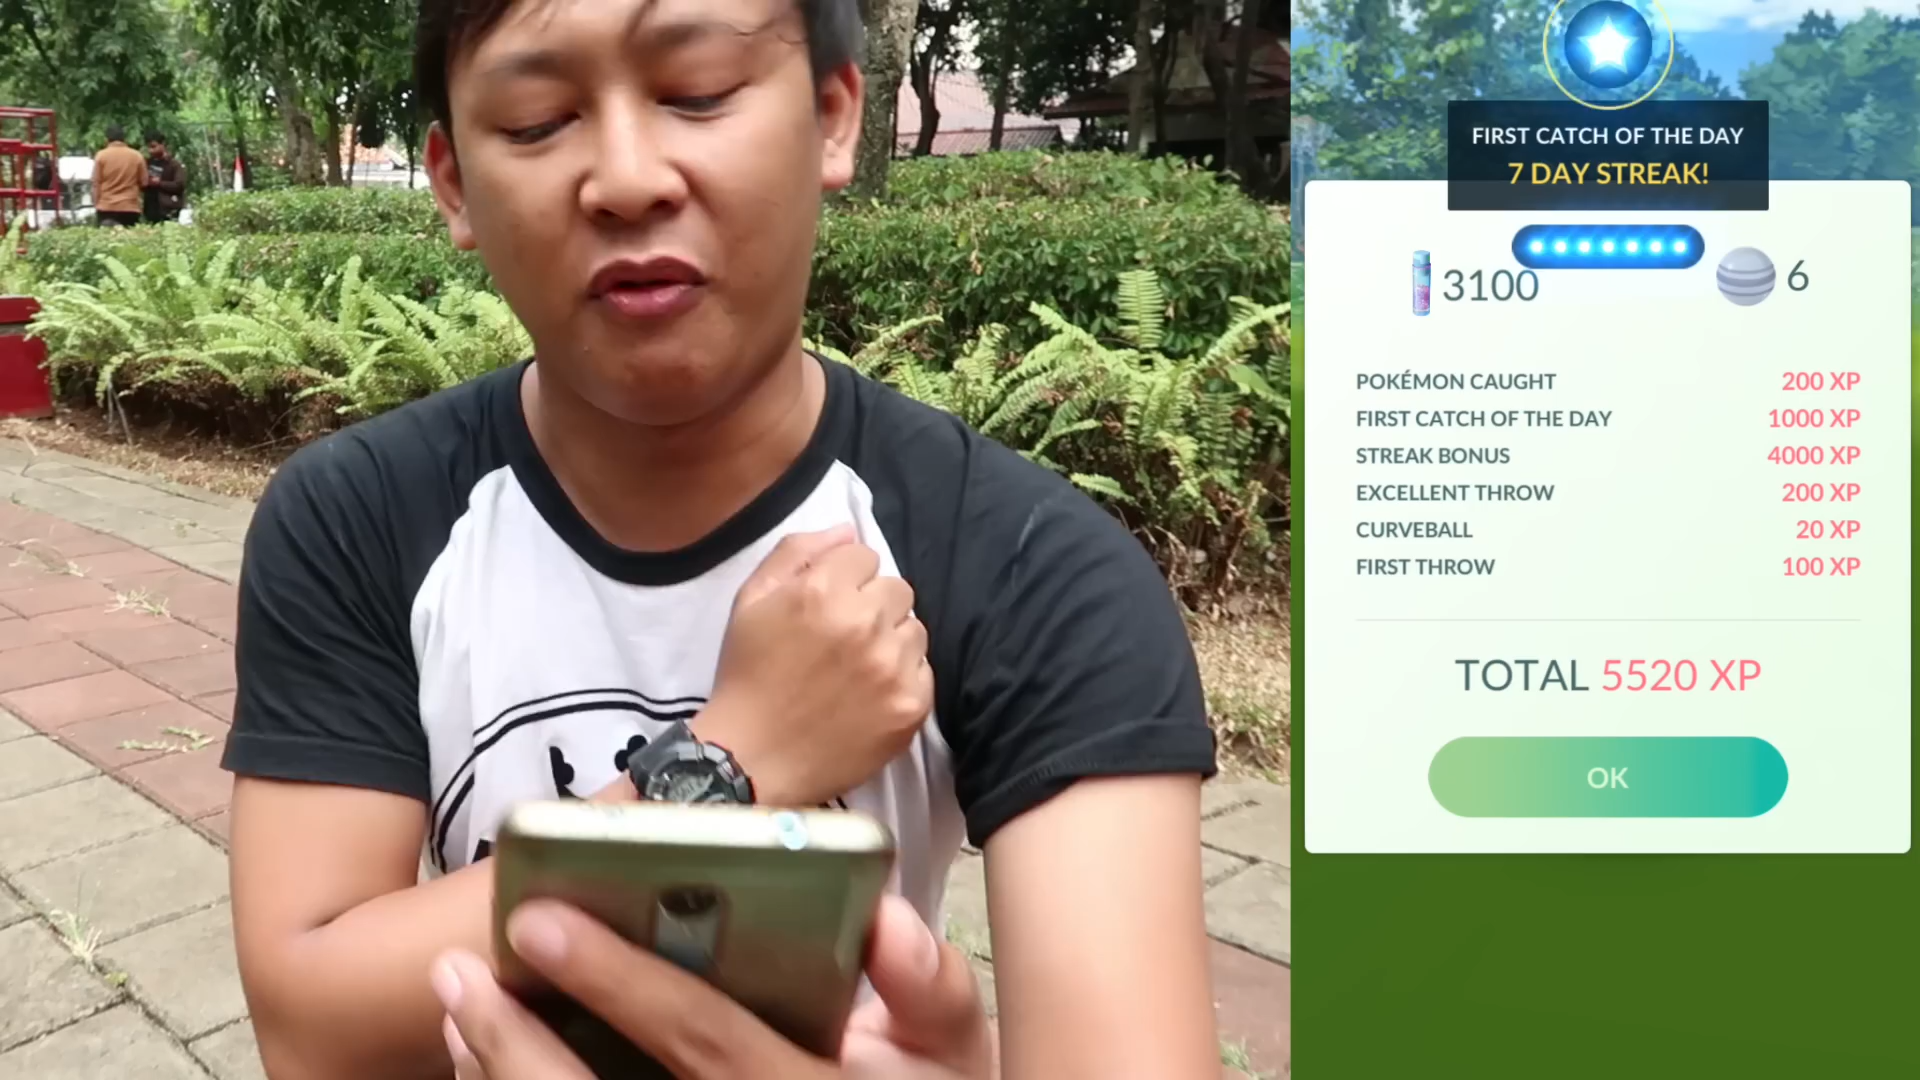 FIRST CATCH OF THE DAY
7 DAY STREAK!
3100
6
POKÉMON CAUGHT 200 XP
FIRST CATCH OF THE DAY 1000 XP
STREAK BONUS 4000 XP
EXCELLENT THROW 200 XP
CURVEBALL 20 XP
FIRST THROW 100 XP
TOTAL 5520 XP
OK